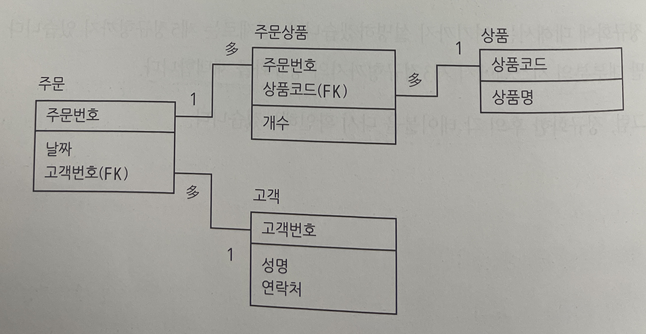 주문상품
多
주문번호
상품코드(FK)
개수
1
多
상품
상품코드
상품명
주문
1
주문번호
날짜
고객번호(FK)
多
고객
1
고객번호
성명
연락처